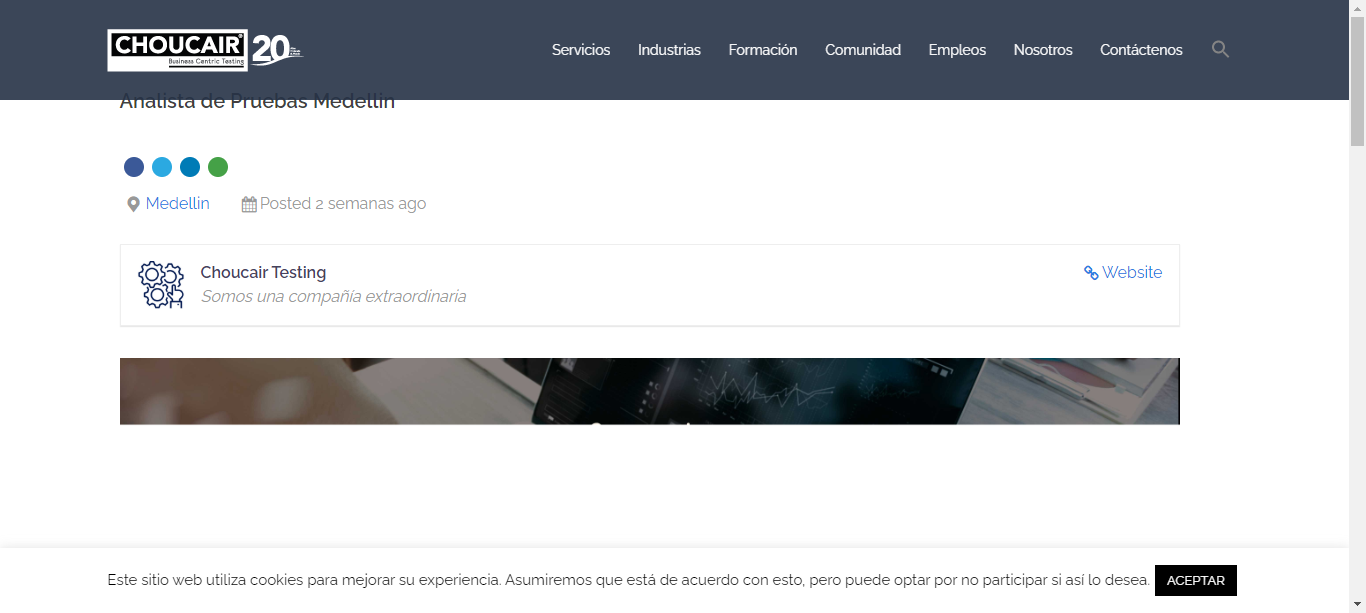 CHOUCAIR®
Business Centric Testing
20
Servicios Industrias Formación Comunidad Empleos Nosotros Contáctenos
Analista de Pruebas Medellin
Medellin Posted 2 semanas ago
Choucair Testing
Website
Somos una compañía extraordinaria
Este sitio web utiliza cookies para mejorar su experiencia. Asumiremos que está de acuerdo con esto, pero puede optar por no participar si así lo desea. ACEPTAR